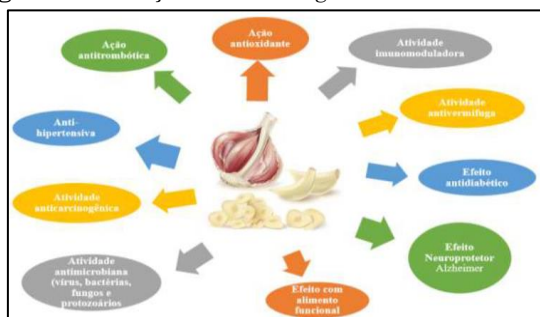 Ação
antitrombótica
Ação
antioxidante
Atividade
imunomoduladora
Anti-
hipertensiva
Atividade
antivermífuga
Atividade
anticarcinogênica
Efeito
antidiabético
Atividade
antimicrobiana
(vírus, bactérias,
fungos e
protozoários
Efeito com
alimento
funcional
Efeito
Neuroprotetor
Alzheimer